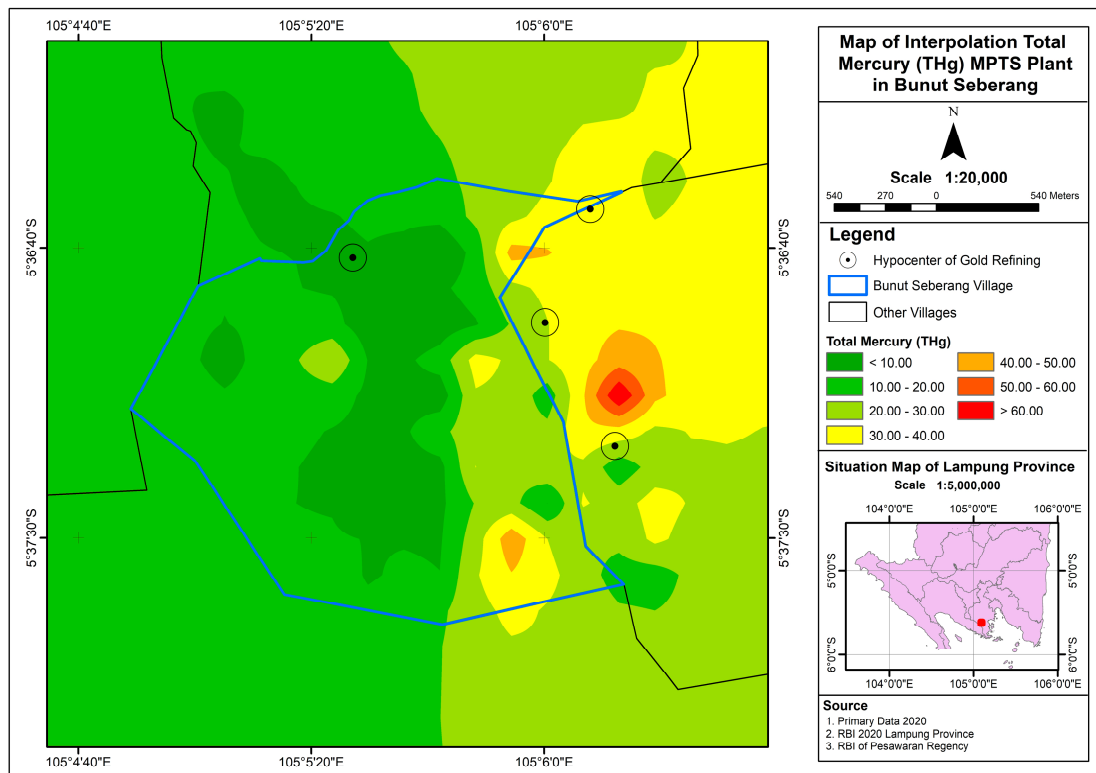 105°4'40"E
105°5'20"E
105°6'0"E
5°36'40"S
5°36'40"S
5°37'30"S
5°37'30"S
105°4'40"E
105°5'20"E
105°6'0"E
Map of Interpolation Total
Mercury (THg) MPTS Plant
in Bunut Seberang
N
Scale 1:20,000
540 270 0 540 Meters
Legend
Hypocenter of Gold Refining
Bunut Seberang Village
Other Villages
Total Mercury (THg)
< 10.00
10.00 - 20.00
20.00 - 30.00
30.00 - 40.00
40.00 - 50.00
50.00 - 60.00
> 60.00
Situation Map of Lampung Province
Scale 1:5,000,000
104°0'0"E 105°0'0"E 106°0'0"E
5°0'S
5°0'S
6°0'0"S
6°0'0"S
104°0'0"E 105°0'0"E 106°0'0"E
Source
1. Primary Data 2020
2. RBI 2020 Lampung Province
3. RBI of Pesawaran Regency